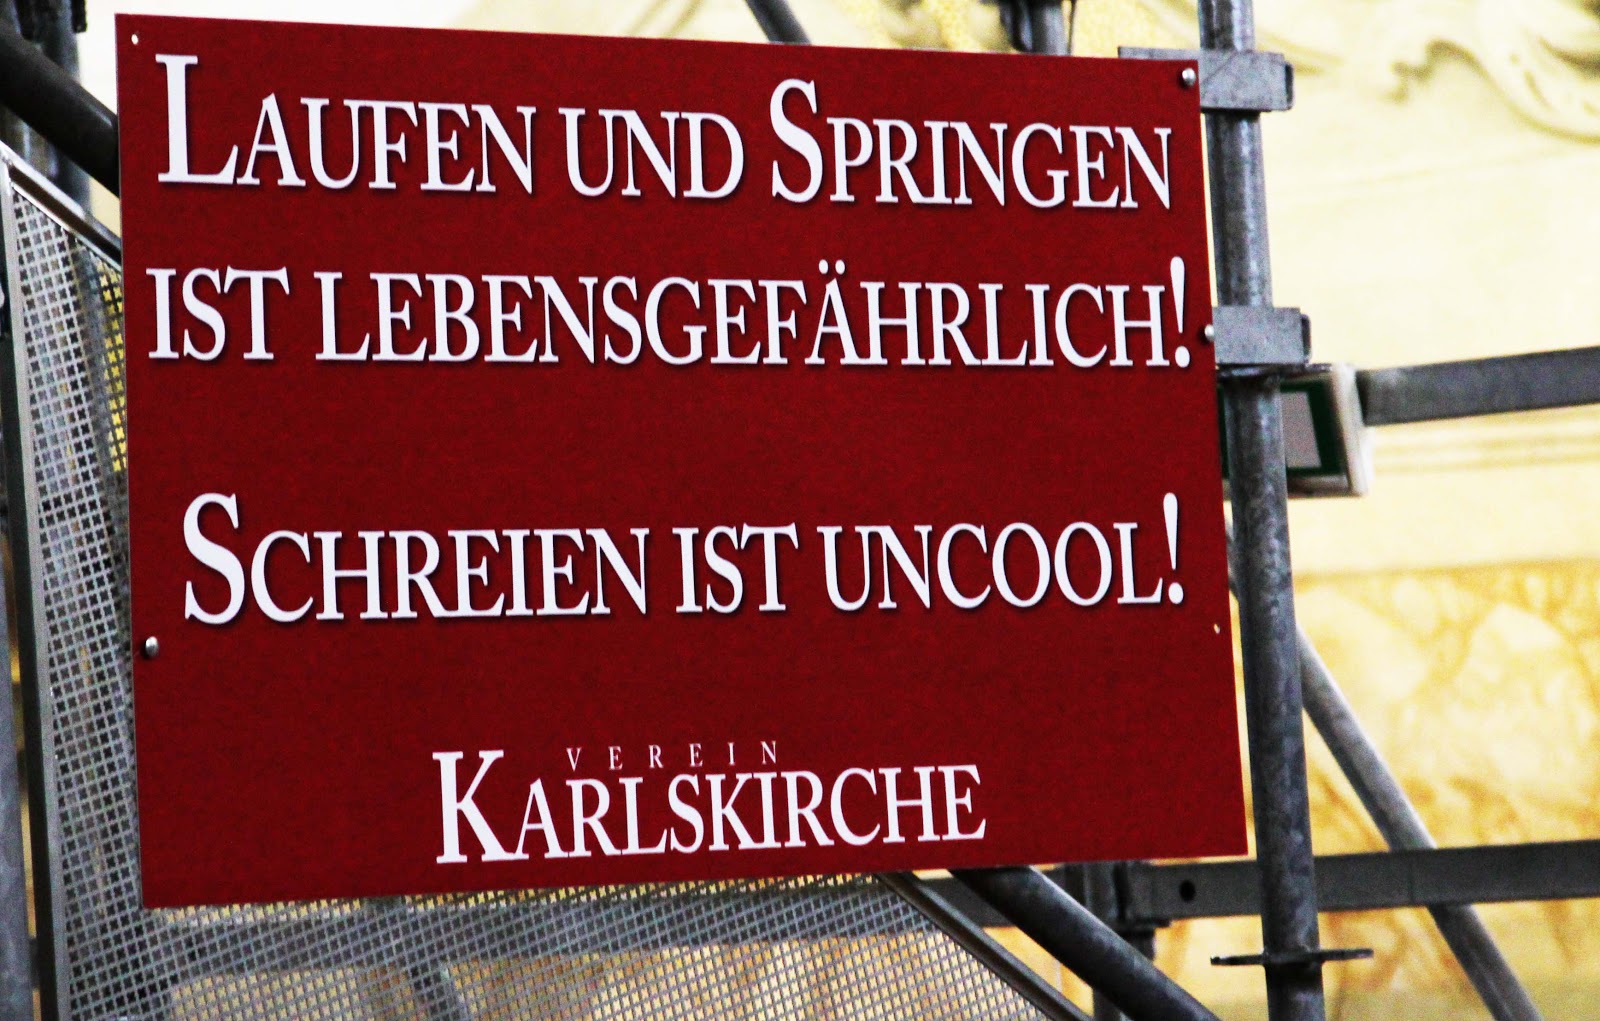 LAUFEN UND SPRINGEN
IST LEBENSGEFÄHRLICH!
SCHREIEN IST UNCOOL!
VEREIN
KARLSKIRCHE